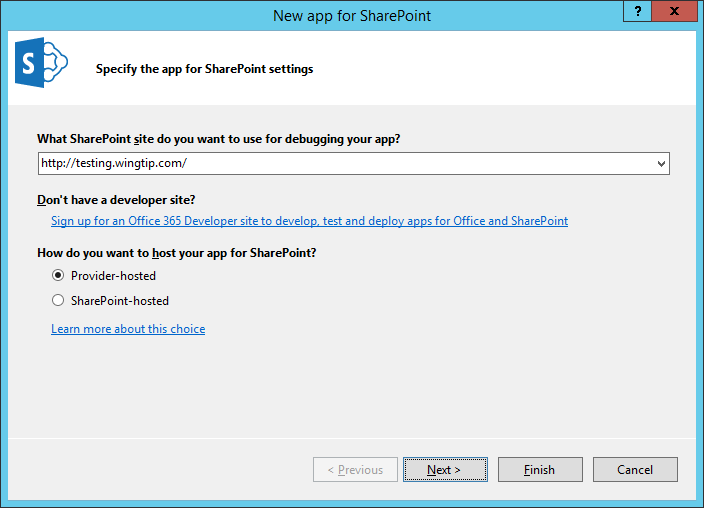 New app for SharePoint
?
x
S
Specify the app for SharePoint settings
What SharePoint site do you want to use for debugging your app?
http://testing.wingtip.com/
Don't have a developer site?
Sign up for an Office 365 Developer site to develop, test and deploy apps for Office and SharePoint
How do you want to host your app for SharePoint?
Provider-hosted
SharePoint-hosted
Learn more about this choice
< Previous
Next >
Finish
Cancel